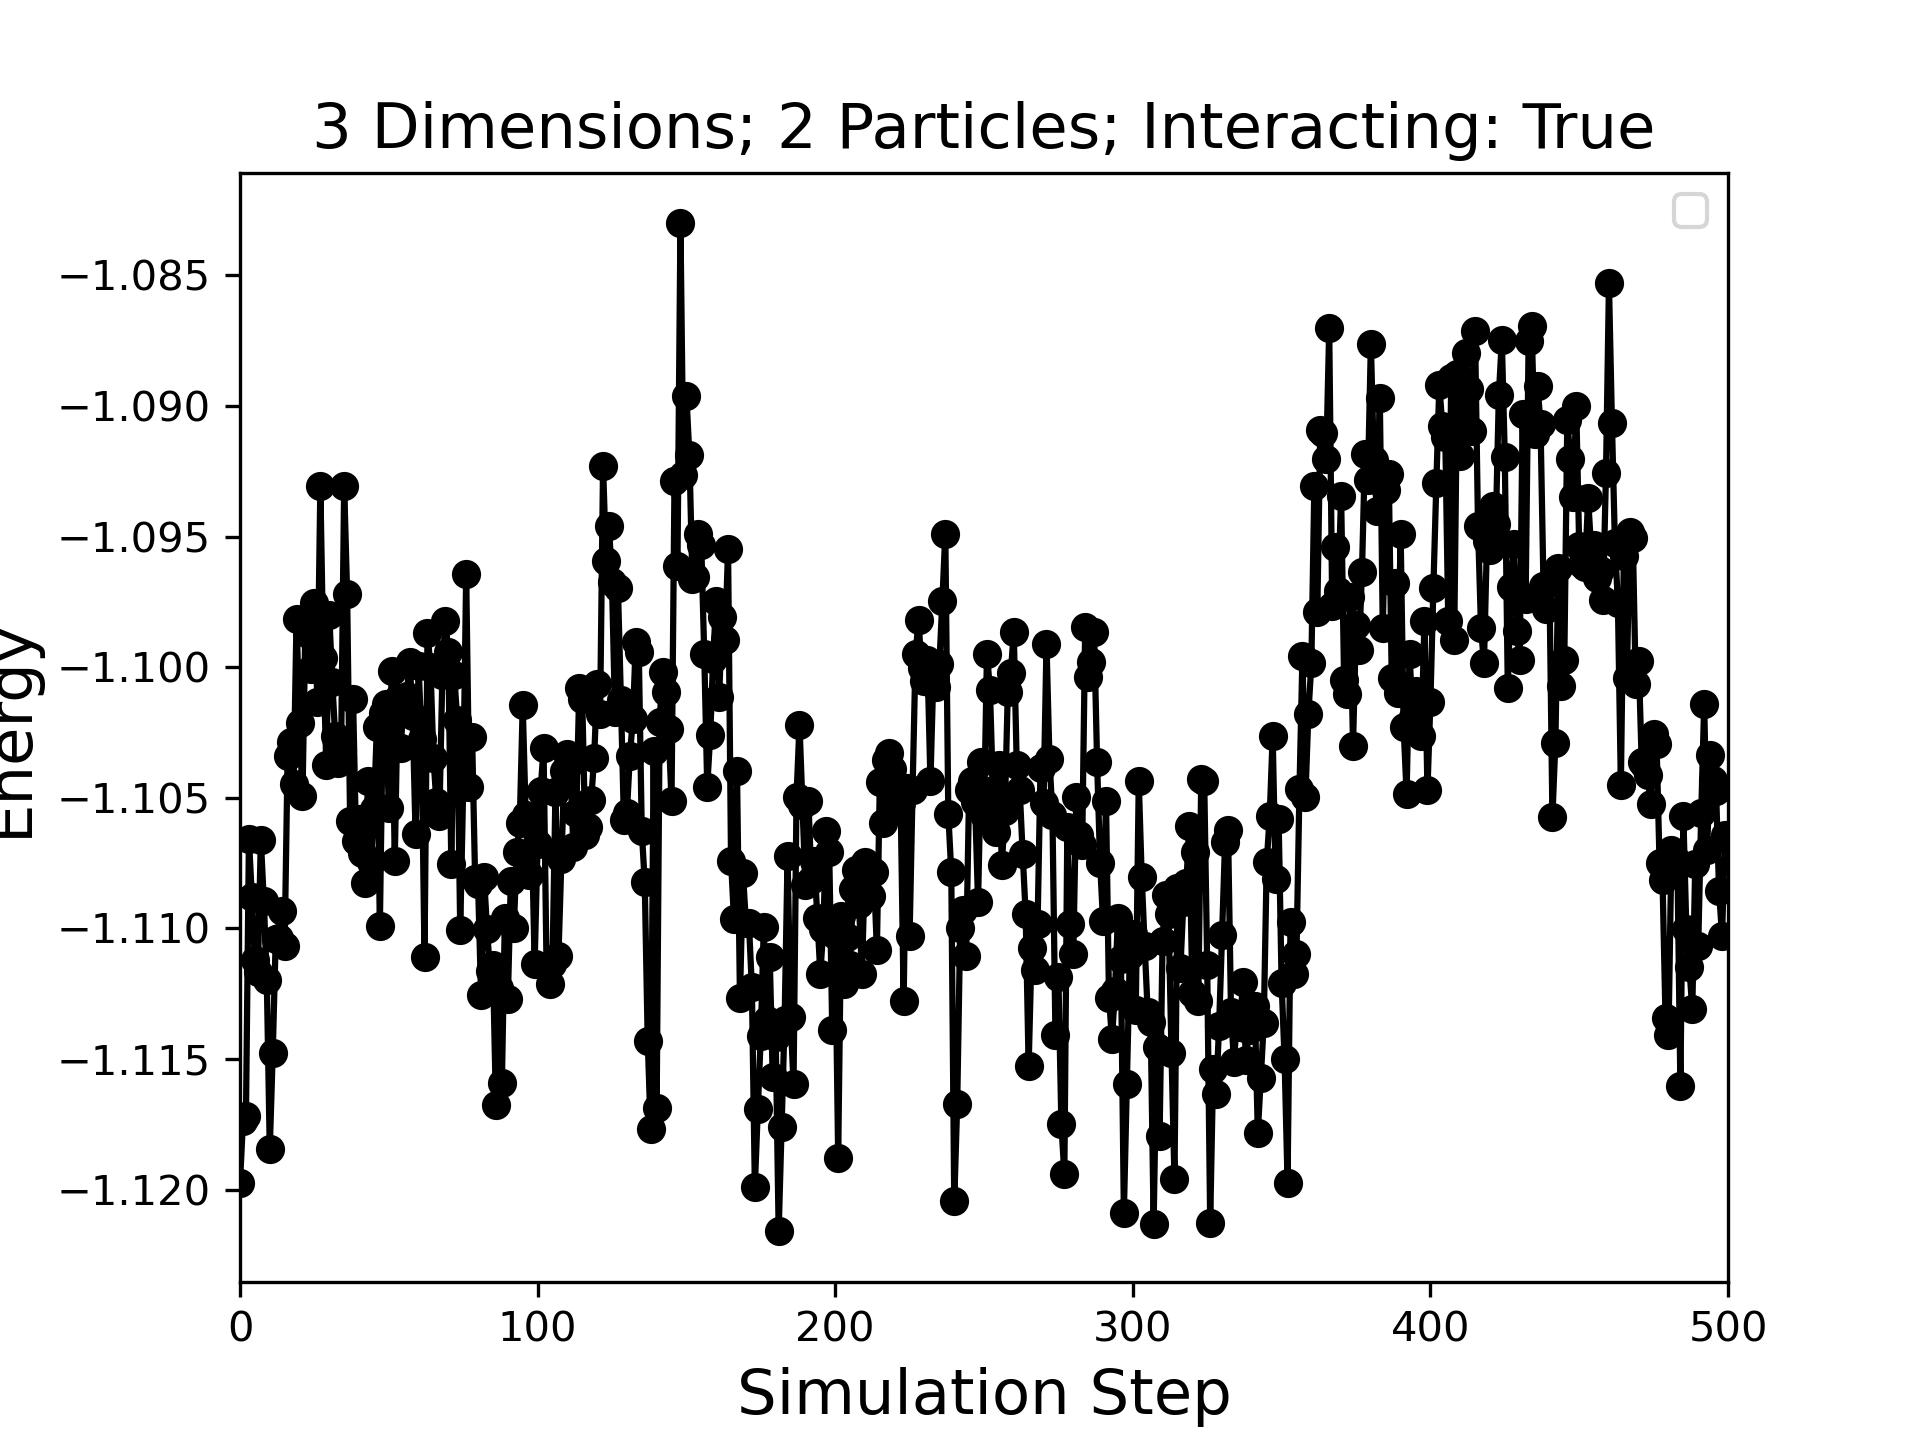 3 Dimensions; 2 Particles; Interacting: True
Energy
−1.085
−1.090
−1.095
−1.100
−1.105
−1.110
−1.115
−1.120
0 100 200 300 400 500
Simulation Step